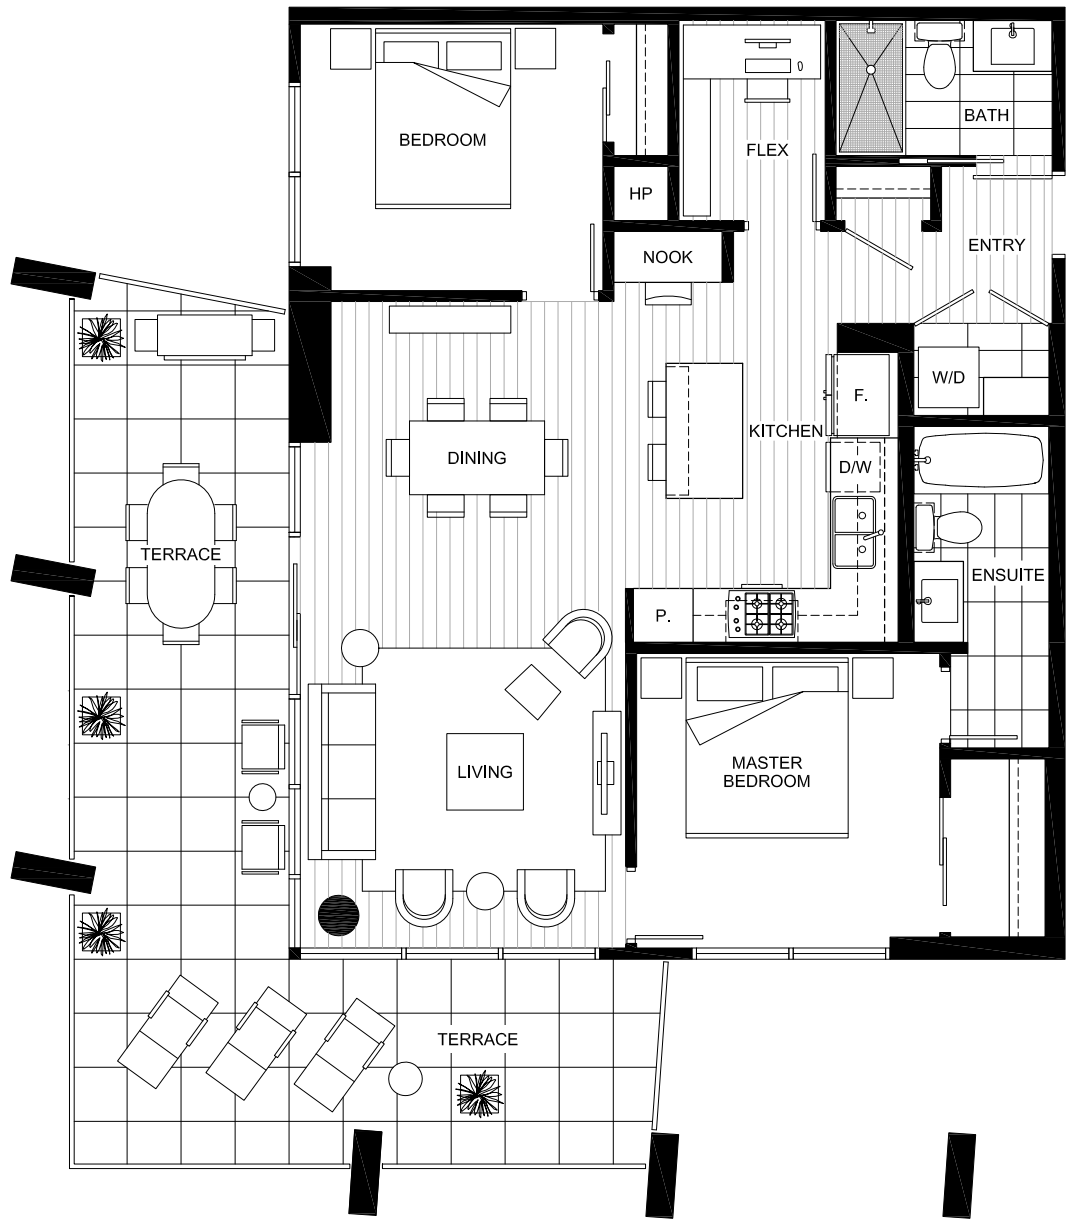 BATH
BEDROOM
FLEX
HP
ENTRY
NOOK
W/D
F.
KITCHEN
DINING
D/W
TERRACE
ENSUITE
P.
MASTER
BEDROOM
LIVING
TERRACE